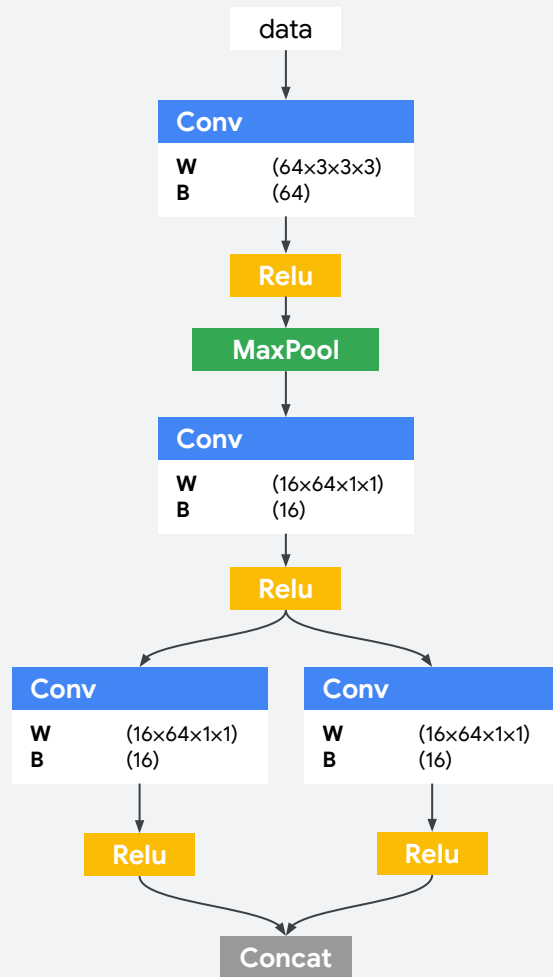 data
Conv
W (64×3×3×3)
B (64)
Relu
MaxPool
Conv
W (16×64×1×1)
B (16)
Relu
Conv
W (16×64×1×1)
B (16)
Relu
Conv
W (16×64×1×1)
B (16)
Relu
Concat